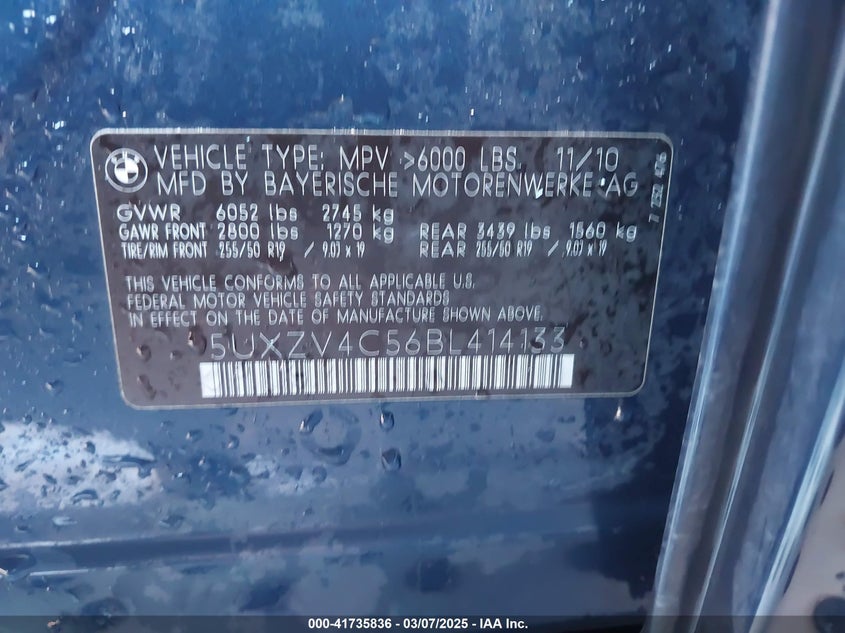 VEHICLE TYPE: MPV >6000 LBS. 11/10
MFD BY BAYERISCHE MOTORENWERKE AG
GVWR 6052 lbs 2745 kg
GAWR FRONT 2800 lbs 1270 kg REAR 3439 lbs 1560 kg
TIRE/RIM FRONT 255/50 R19 / 9.0J x 19 REAR 255/50 R19 / 9.0J x 19
THIS VEHICLE CONFORMS TO ALL APPLICABLE U.S.
FEDERAL MOTOR VEHICLE SAFETY STANDARDS
IN EFFECT ON THE DATE OF MANUFACTURE SHOWN ABOVE.
5UXZV4C56BL414133
000-41735836 - 03/07/2025 - IAA Inc.